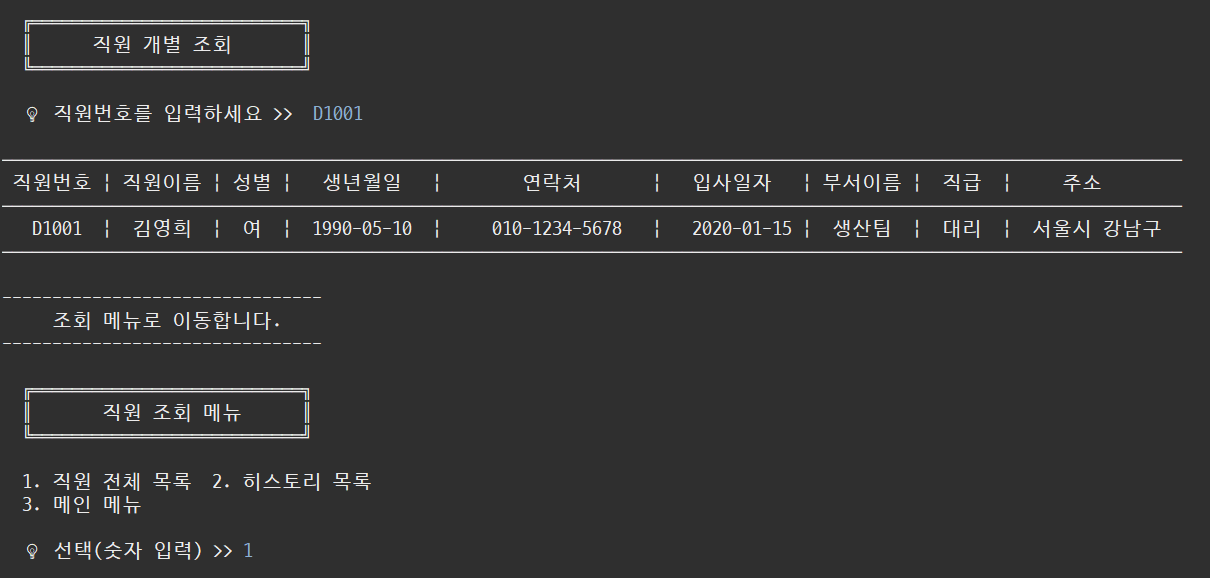 직원 개별 조회
직원번호를 입력하세요 >> D1001
직원번호 ¦ 직원이름 ¦ 성별 ¦ 생년월일 ¦ 연락처 ¦ 입사일자 ¦ 부서이름 ¦ 직급 ¦ 주소
D1001 ¦ 김영희 ¦ 여 ¦ 1990-05-10 ¦ 010-1234-5678 ¦ 2020-01-15 ¦ 생산팀 ¦ 대리 ¦ 서울시 강남구
--------------------------------
조회 메뉴로 이동합니다.
--------------------------------
직원 조회 메뉴
1. 직원 전체 목록 2. 히스토리 목록
3. 메인 메뉴
선택(숫자 입력) >> 1